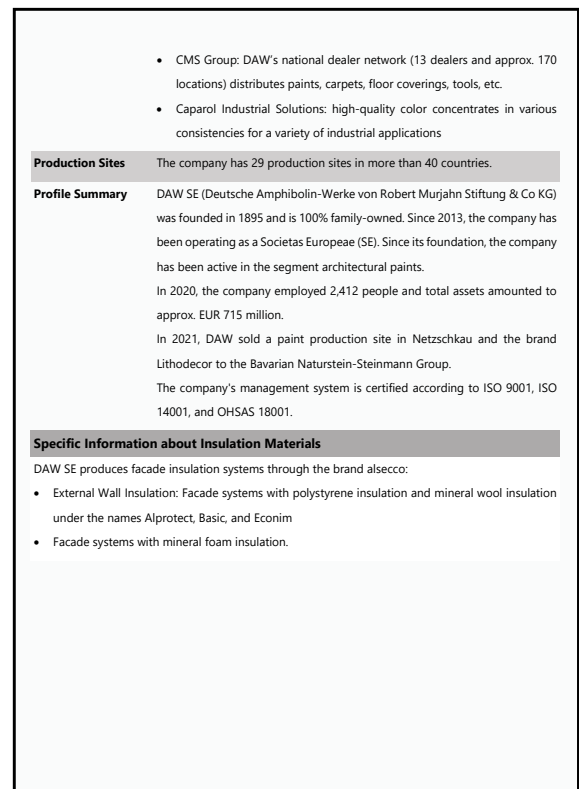 • CMS Group: DAW's national dealer network (13 dealers and approx. 170
locations) distributes paints, carpets, floor coverings, tools, etc.
• Caparol Industrial Solutions: high-quality color concentrates in various
consistencies for a variety of industrial applications
Production Sites The company has 29 production sites in more than 40 countries.
Profile Summary DAW SE (Deutsche Amphibolin-Werke von Robert Murjahn Stiftung & Co KG)
was founded in 1895 and is 100% family-owned. Since 2013, the company has
been operating as a Societas Europeae (SE). Since its foundation, the company
has been active in the segment architectural paints.
In 2020, the company employed 2,412 people and total assets amounted to
approx. EUR 715 million.
In 2021, DAW sold a paint production site in Netzschkau and the brand
Lithodecor to the Bavarian Naturstein-Steinmann Group.
The company's management system is certified according to ISO 9001, ISO
14001, and OHSAS 18001.
Specific Information about Insulation Materials
DAW SE produces facade insulation systems through the brand alsecco:
• External Wall Insulation: Facade systems with polystyrene insulation and mineral wool insulation
under the names Alprotect, Basic, and Econim
• Facade systems with mineral foam insulation.